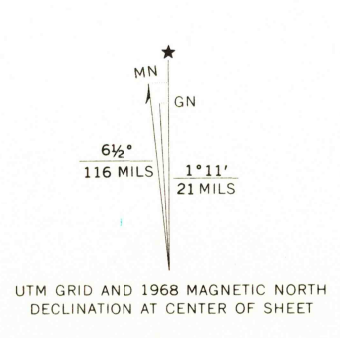 MN
GN
6½°
116 MILS
1°11′
21 MILS
UTM GRID AND 1968 MAGNETIC NORTH
DECLINATION AT CENTER OF SHEET